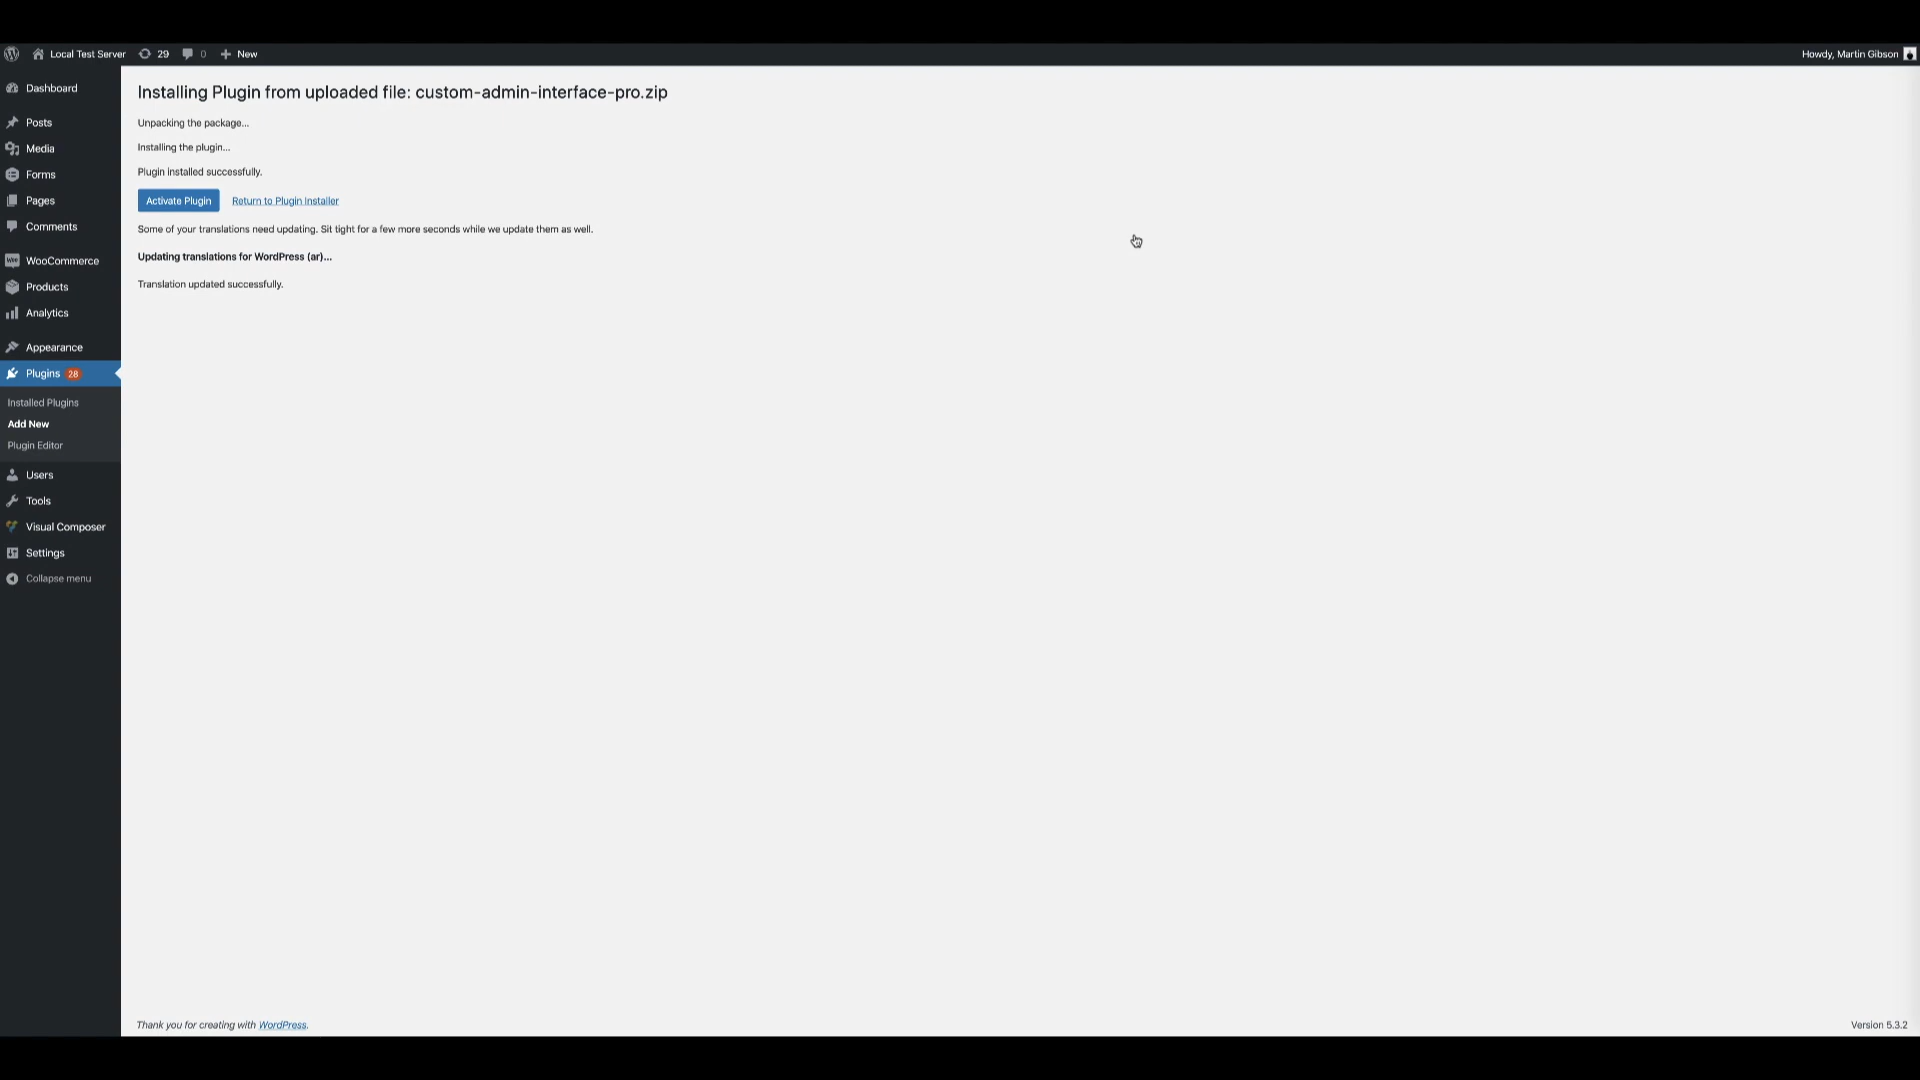 Local Test Server 29 0 New
Howdy, Martin Gibson
Dashboard
Posts
Media
Forms
Pages
Comments
Woo WooCommerce
Products
Analytics
Appearance
Plugins 28
Installed Plugins
Add New
Plugin Editor
Users
Tools
Visual Composer
Settings
Collapse menu
Installing Plugin from uploaded file: custom-admin-interface-pro.zip
Unpacking the package...
Installing the plugin...
Plugin installed successfully.
Activate Plugin Return to Plugin Installer
Some of your translations need updating. Sit tight for a few more seconds while we update them as well.
Updating translations for WordPress (ar)...
Translation updated successfully.
Thank you for creating with WordPress.
Version 5.3.2